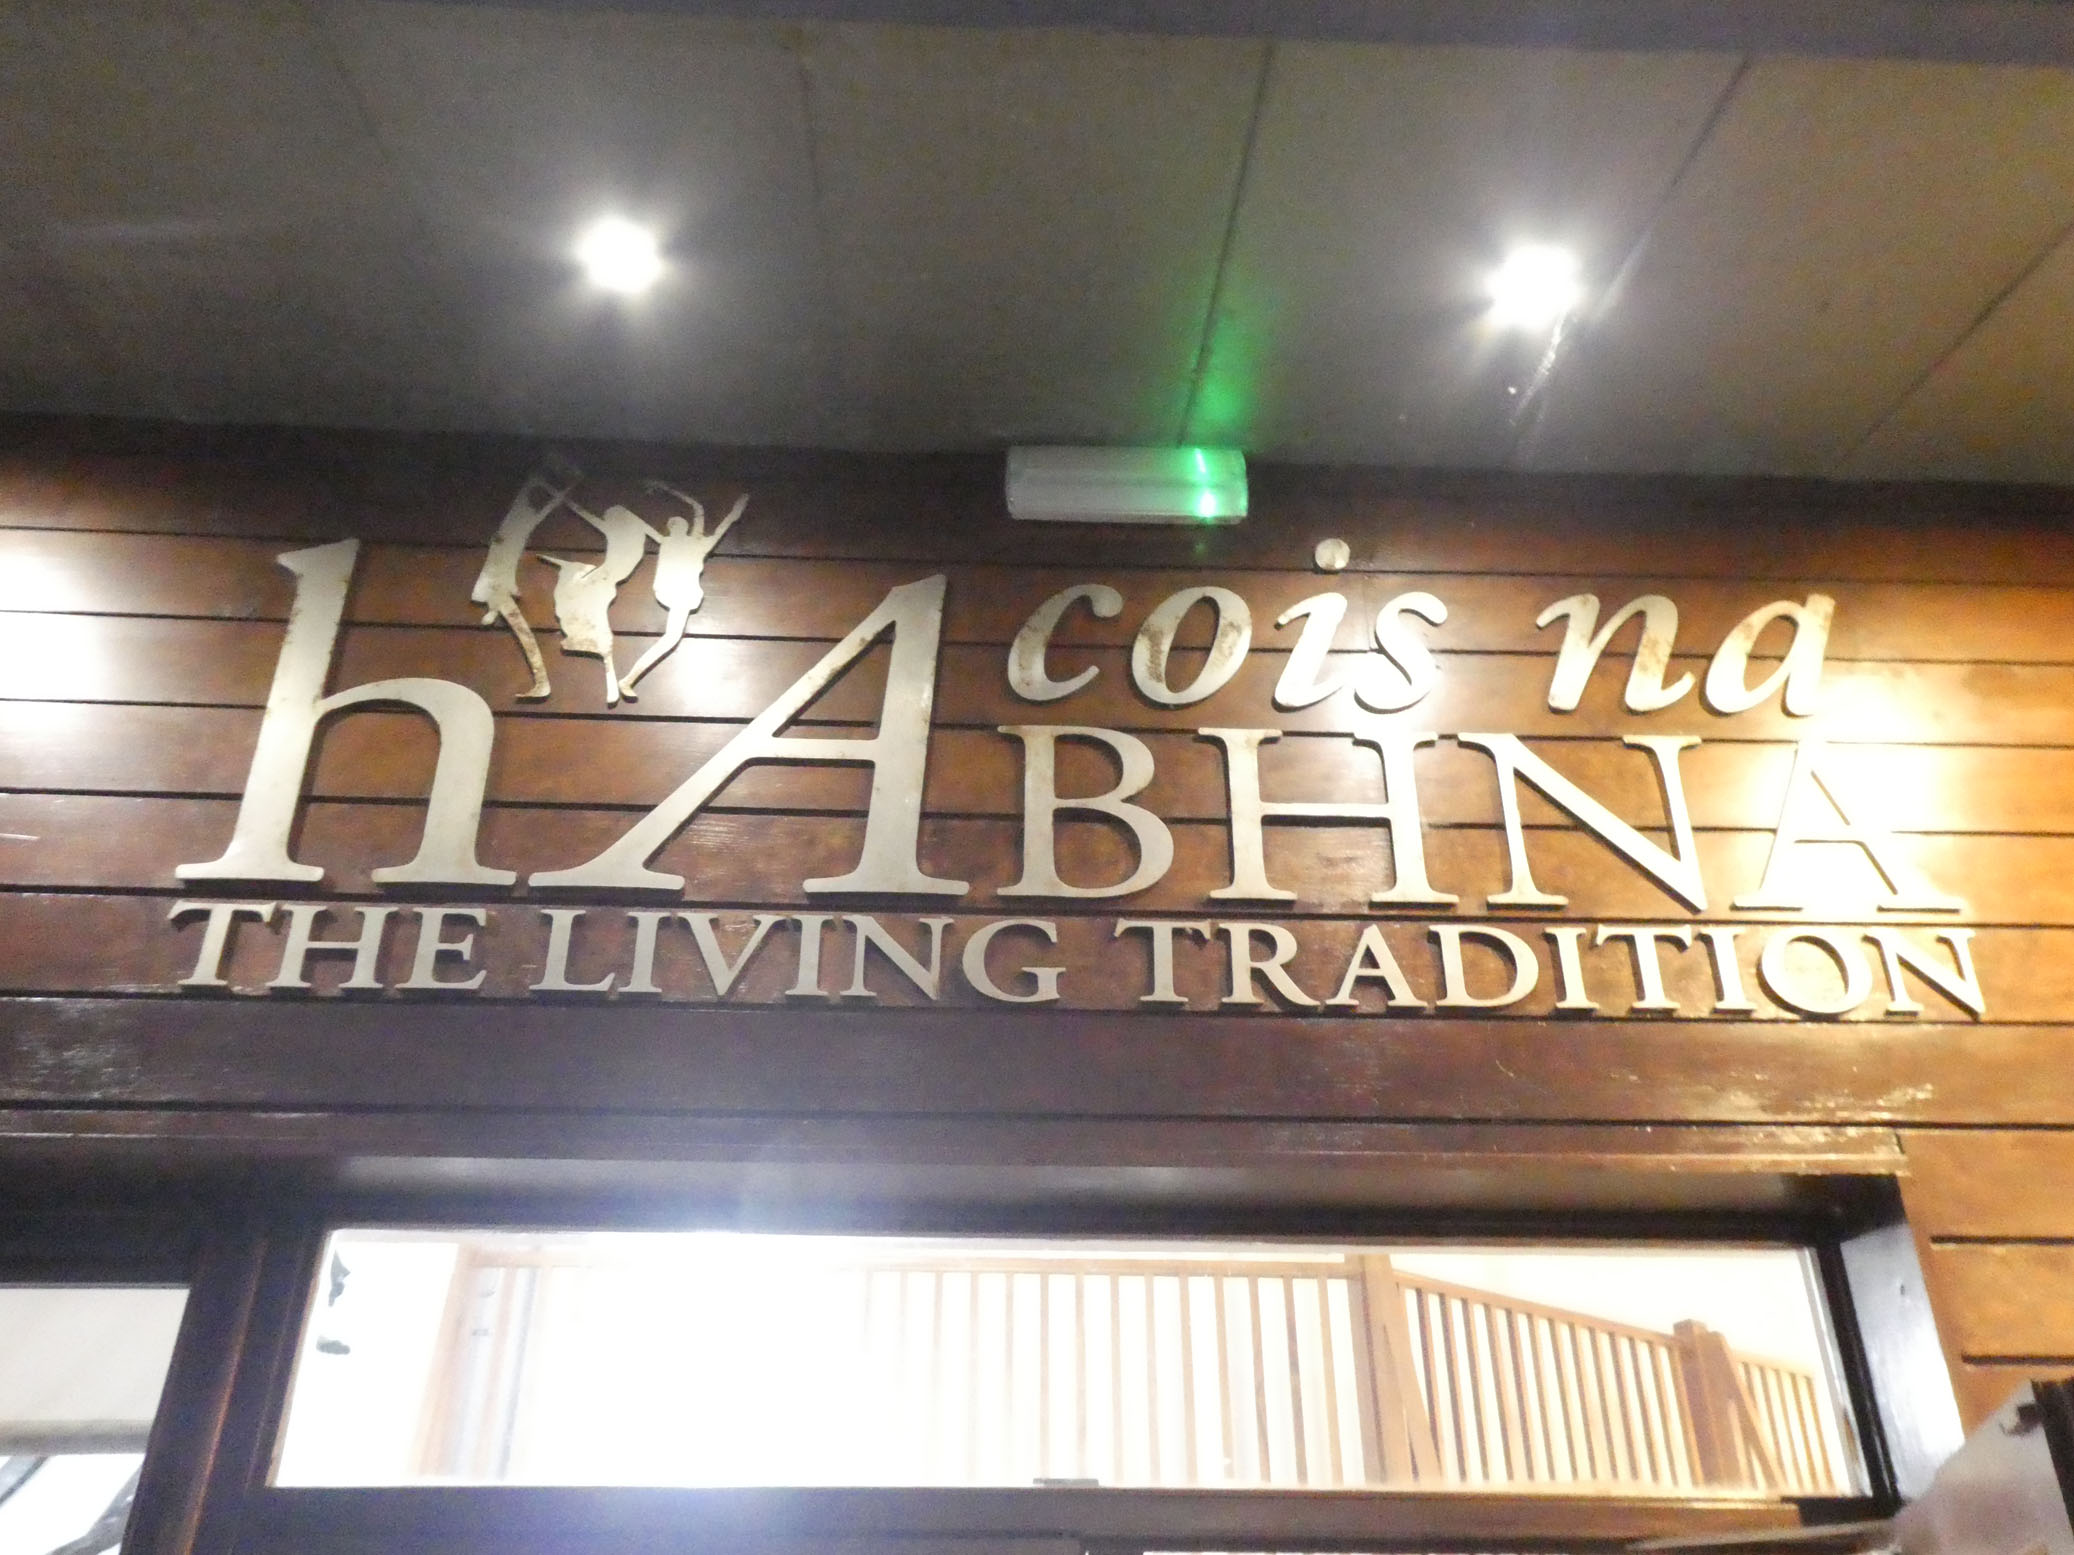 cois na
hABHNA
THE LIVING TRADITION